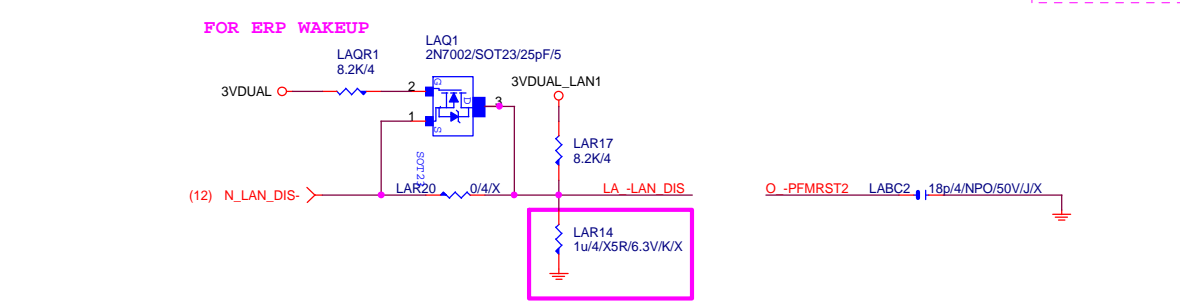 FOR ERP WAKEUP
LAQ1
2N7002/SOT23/25pF/5
LAQR1
8.2K/4
3VDUAL
2
G
D
S
3
1
3VDUAL_LAN1
LAR17
8.2K/4
SOT23
(12) N_LAN_DIS-
LAR20 0/4/X
LA_-LAN_DIS
O_-PFMRST2
LABC2
18p/4/NPO/50V/J/X
LAR14
1u/4/X5R/6.3V/K/X